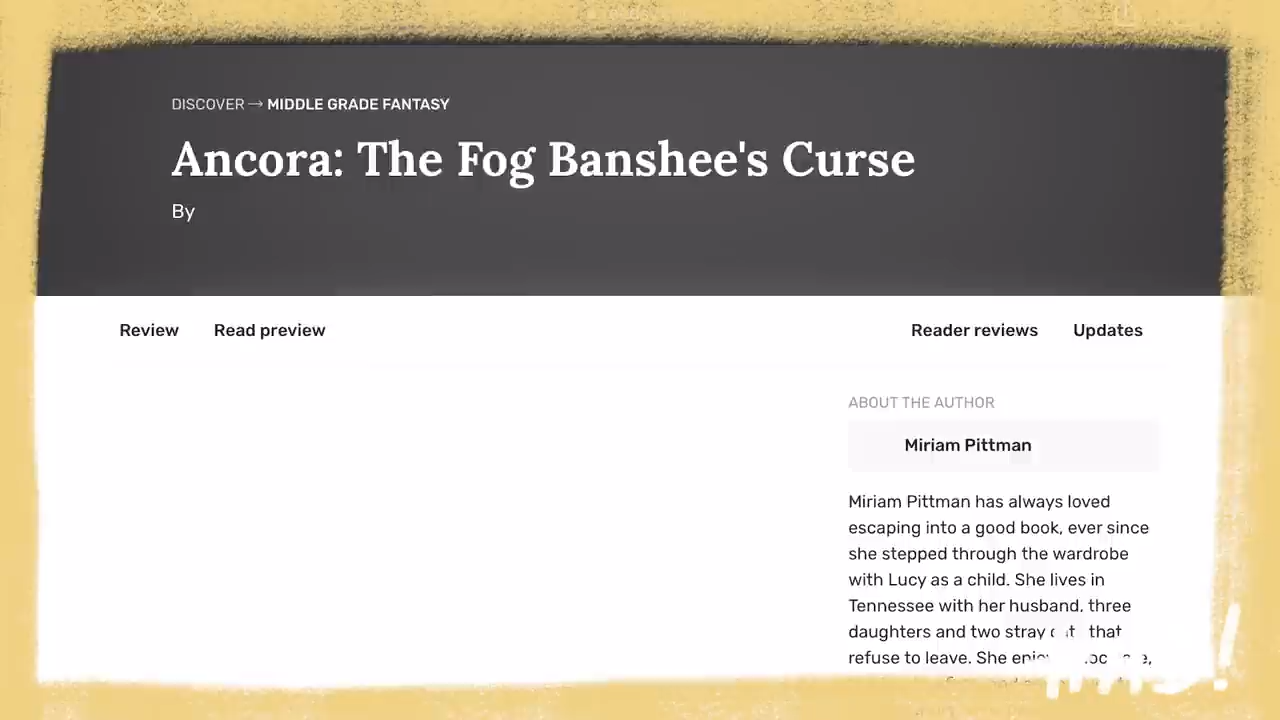 DISCOVER → MIDDLE GRADE FANTASY
Ancora: The Fog Banshee's Curse
By
Review Read preview Reader reviews Updates
ABOUT THE AUTHOR
Miriam Pittman
Miriam Pittman has always loved
escaping into a good book, ever since
she stepped through the wardrobe
with Lucy as a child. She lives in
Tennessee with her husband, three
daughters and two stray that
refuse to leave. She